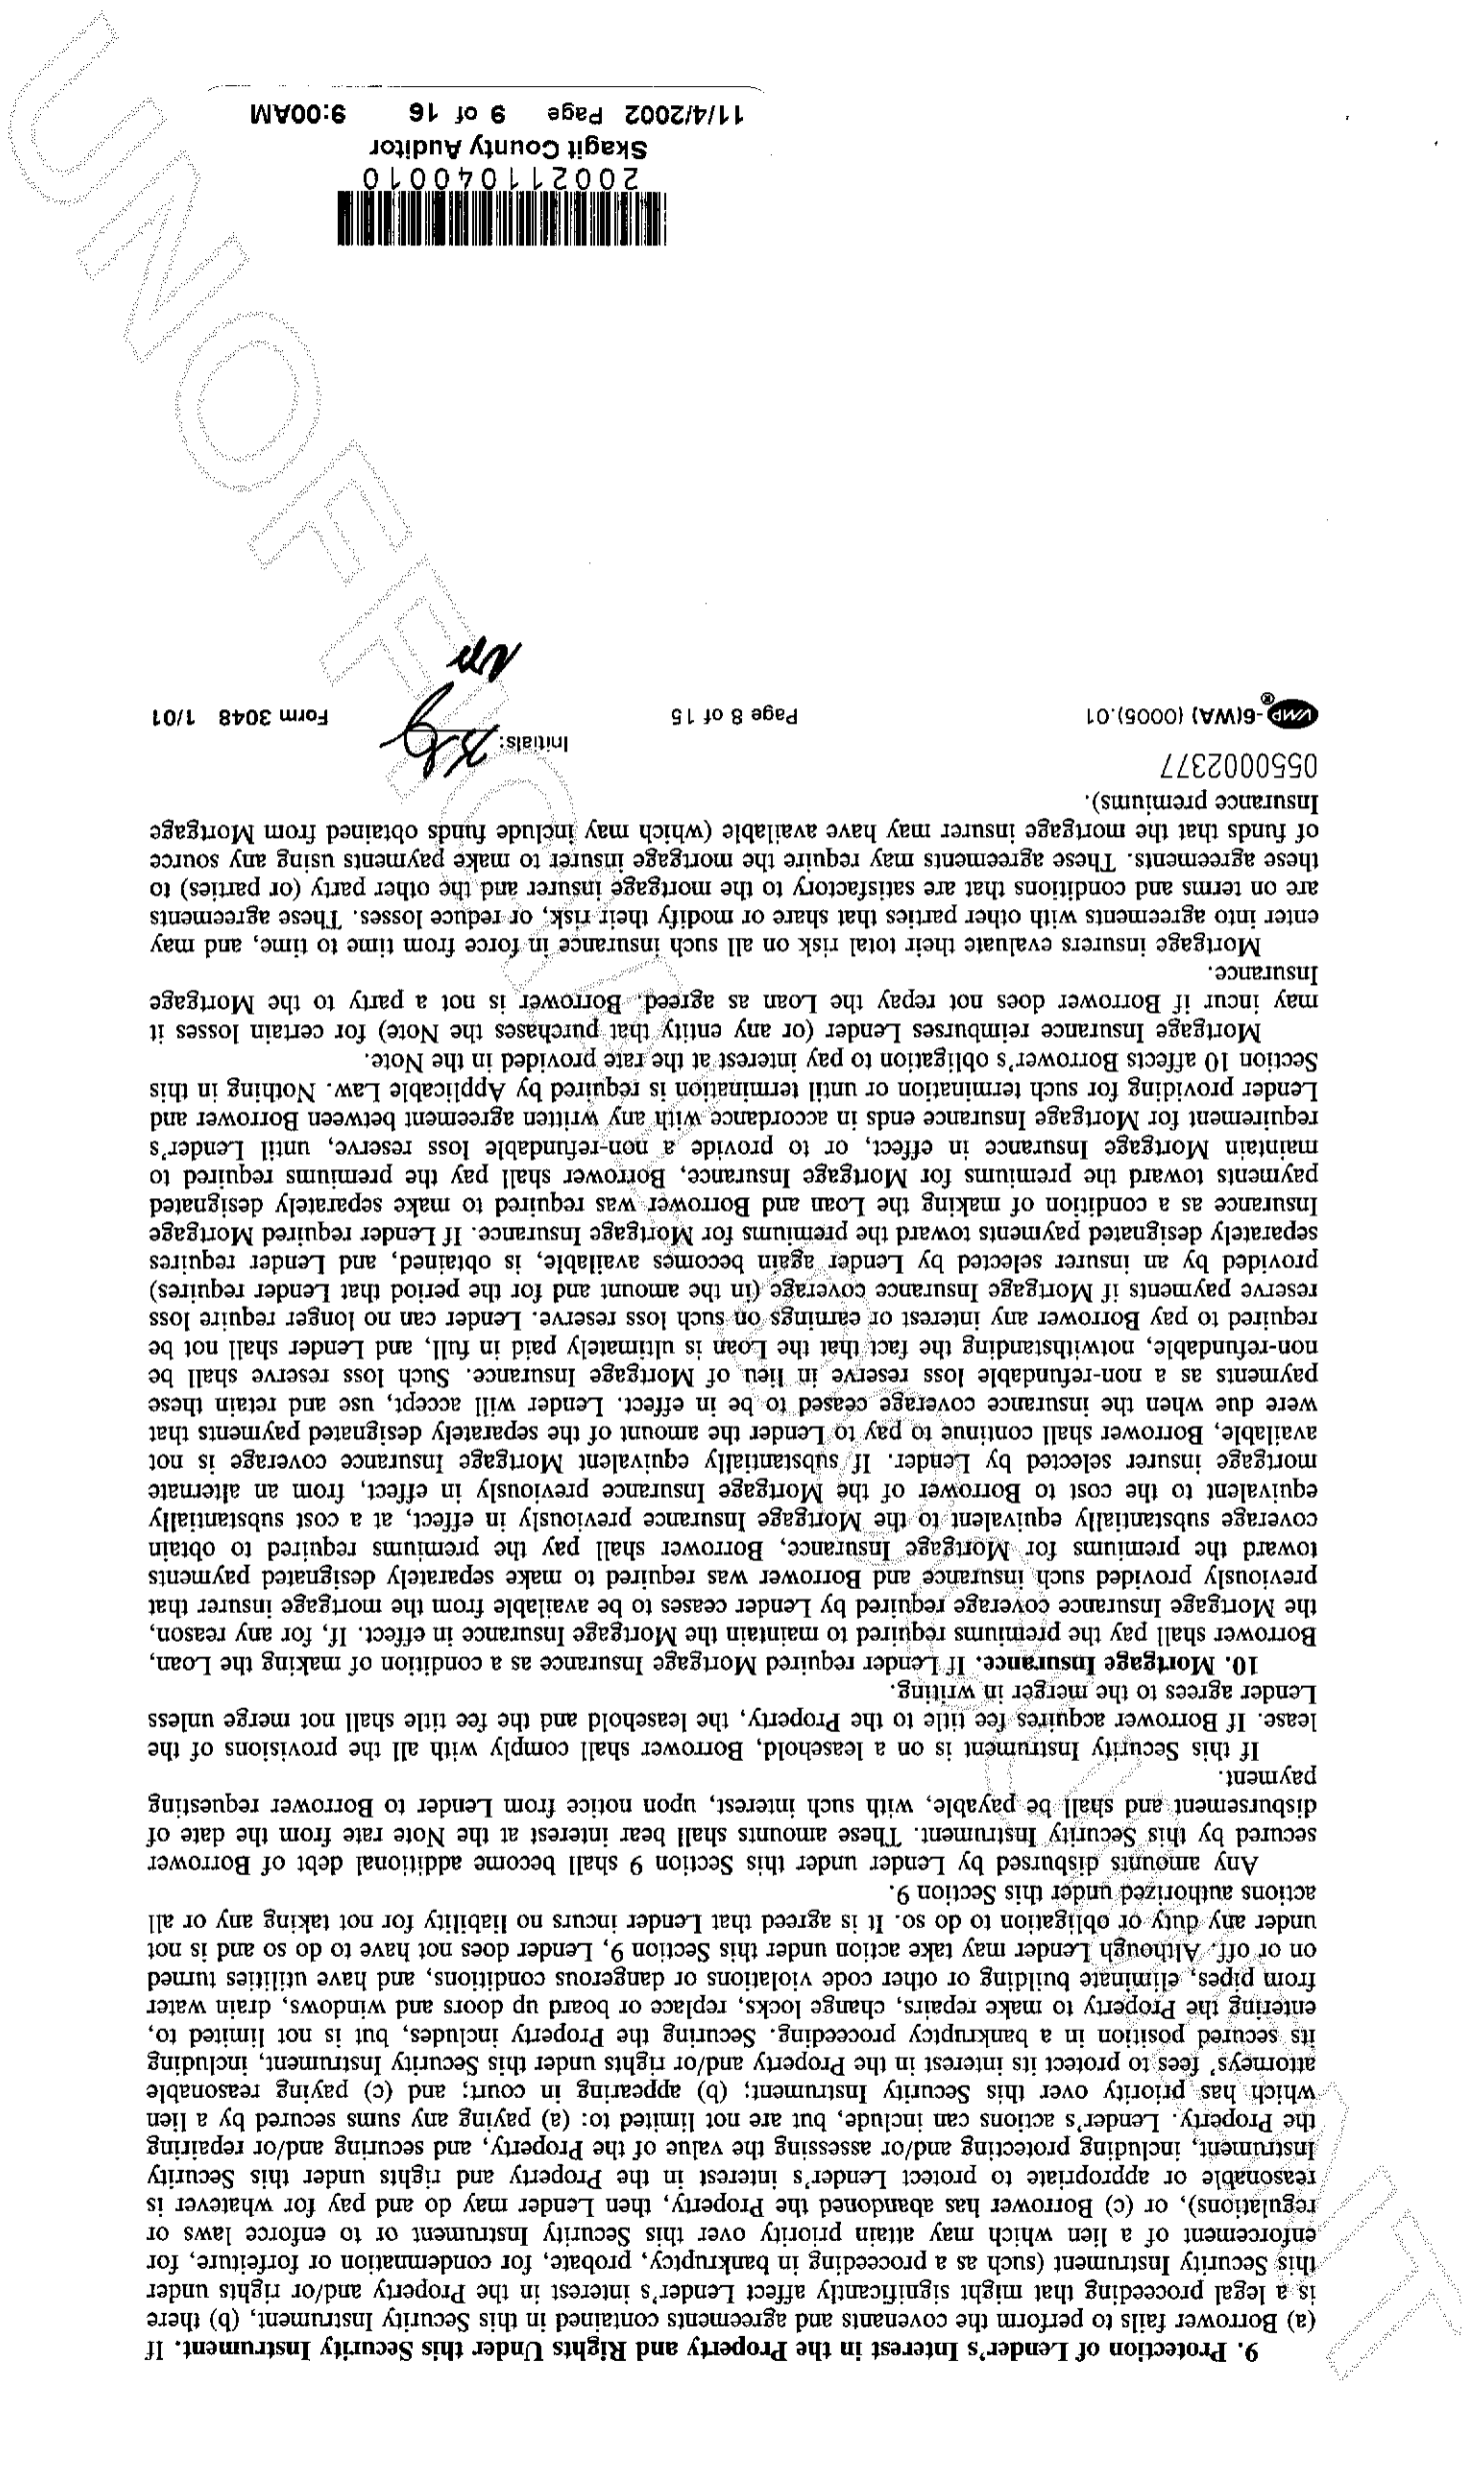 9. Protection of Lender's Interest in the Property and Rights Under this Security Instrument. If
(a) Borrower fails to perform the covenants and agreements contained in this Security Instrument, (b) there
is a legal proceeding that might significantly affect Lender's interest in the Property and/or rights under
this Security Instrument (such as a proceeding in bankruptcy, probate, for condemnation or forfeiture, for
enforcement of a lien which may attain priority over this Security Instrument or to enforce laws or
regulations), or (c) Borrower has abandoned the Property, then Lender may do and pay for whatever is
reasonable or appropriate to protect Lender's interest in the Property and rights under this Security
Instrument, including protecting and/or assessing the value of the Property, and securing and/or repairing
the Property. Lender's actions can include, but are not limited to: (a) paying any sums secured by a lien
which has priority over this Security Instrument; (b) appearing in court; and (c) paying reasonable
attorneys' fees to protect its interest in the Property and/or rights under this Security Instrument, including
its secured position in a bankruptcy proceeding. Securing the Property includes, but is not limited to,
entering the Property to make repairs, change locks, replace or board up doors and windows, drain water
from pipes, eliminate building or other code violations or dangerous conditions, and have utilities turned
on or off. Although Lender may take action under this Section 9, Lender does not have to do so and is not
under any duty or obligation to do so. It is agreed that Lender incurs no liability for not taking any or all
actions authorized under this Section 9.
Any amounts disbursed by Lender under this Section 9 shall become additional debt of Borrower
secured by this Security Instrument. These amounts shall bear interest at the Note rate from the date of
disbursement and shall be payable, with such interest, upon notice from Lender to Borrower requesting
payment.
If this Security Instrument is on a leasehold, Borrower shall comply with all the provisions of the
lease. If Borrower acquires fee title to the Property, the leasehold and the fee title shall not merge unless
Lender agrees to the merger in writing.
10. Mortgage Insurance. If Lender required Mortgage Insurance as a condition of making the Loan,
Borrower shall pay the premiums required to maintain the Mortgage Insurance in effect. If, for any reason,
the Mortgage Insurance coverage required by Lender ceases to be available from the mortgage insurer that
previously provided such insurance and Borrower was required to make separately designated payments
toward the premiums for Mortgage Insurance, Borrower shall pay the premiums required to obtain
coverage substantially equivalent to the Mortgage Insurance previously in effect, at a cost substantially
equivalent to the cost to Borrower of the Mortgage Insurance previously in effect, from an alternate
mortgage insurer selected by Lender. If substantially equivalent Mortgage Insurance coverage is not
available, Borrower shall continue to pay to Lender the amount of the separately designated payments that
were due when the insurance coverage ceased to be in effect. Lender will accept, use and retain these
payments as a non-refundable loss reserve in lieu of Mortgage Insurance. Such loss reserve shall be
non-refundable, notwithstanding the fact that the Loan is ultimately paid in full, and Lender shall not be
required to pay Borrower any interest or earnings on such loss reserve. Lender can no longer require loss
reserve payments if Mortgage Insurance coverage (in the amount and for the period that Lender requires)
provided by an insurer selected by Lender again becomes available, is obtained, and Lender requires
separately designated payments toward the premiums for Mortgage Insurance. If Lender required Mortgage
Insurance as a condition of making the Loan and Borrower was required to make separately designated
payments toward the premiums for Mortgage Insurance, Borrower shall pay the premiums required to
maintain Mortgage Insurance in effect, or to provide a non-refundable loss reserve, until Lender's
requirement for Mortgage Insurance ends in accordance with any written agreement between Borrower and
Lender providing for such termination or until termination is required by Applicable Law. Nothing in this
Section 10 affects Borrower's obligation to pay interest at the rate provided in the Note.
Mortgage Insurance reimburses Lender (or any entity that purchases the Note) for certain losses it
may incur if Borrower does not repay the Loan as agreed. Borrower is not a party to the Mortgage
Insurance.
Mortgage insurers evaluate their total risk on all such insurance in force from time to time, and may
enter into agreements with other parties that share or modify their risk, or reduce losses. These agreements
are on terms and conditions that are satisfactory to the mortgage insurer and the other party (or parties) to
these agreements. These agreements may require the mortgage insurer to make payments using any source
of funds that the mortgage insurer may have available (which may include funds obtained from Mortgage
Insurance premiums).
0550002377
Initials:
VMP®-6(WA) (0005).01 Page 8 of 15 Form 3048 1/01
200211040010
Skagit County Auditor
11/4/2002 Page 9 of 16 9:00AM
UNOFFICIAL DOCUMENT